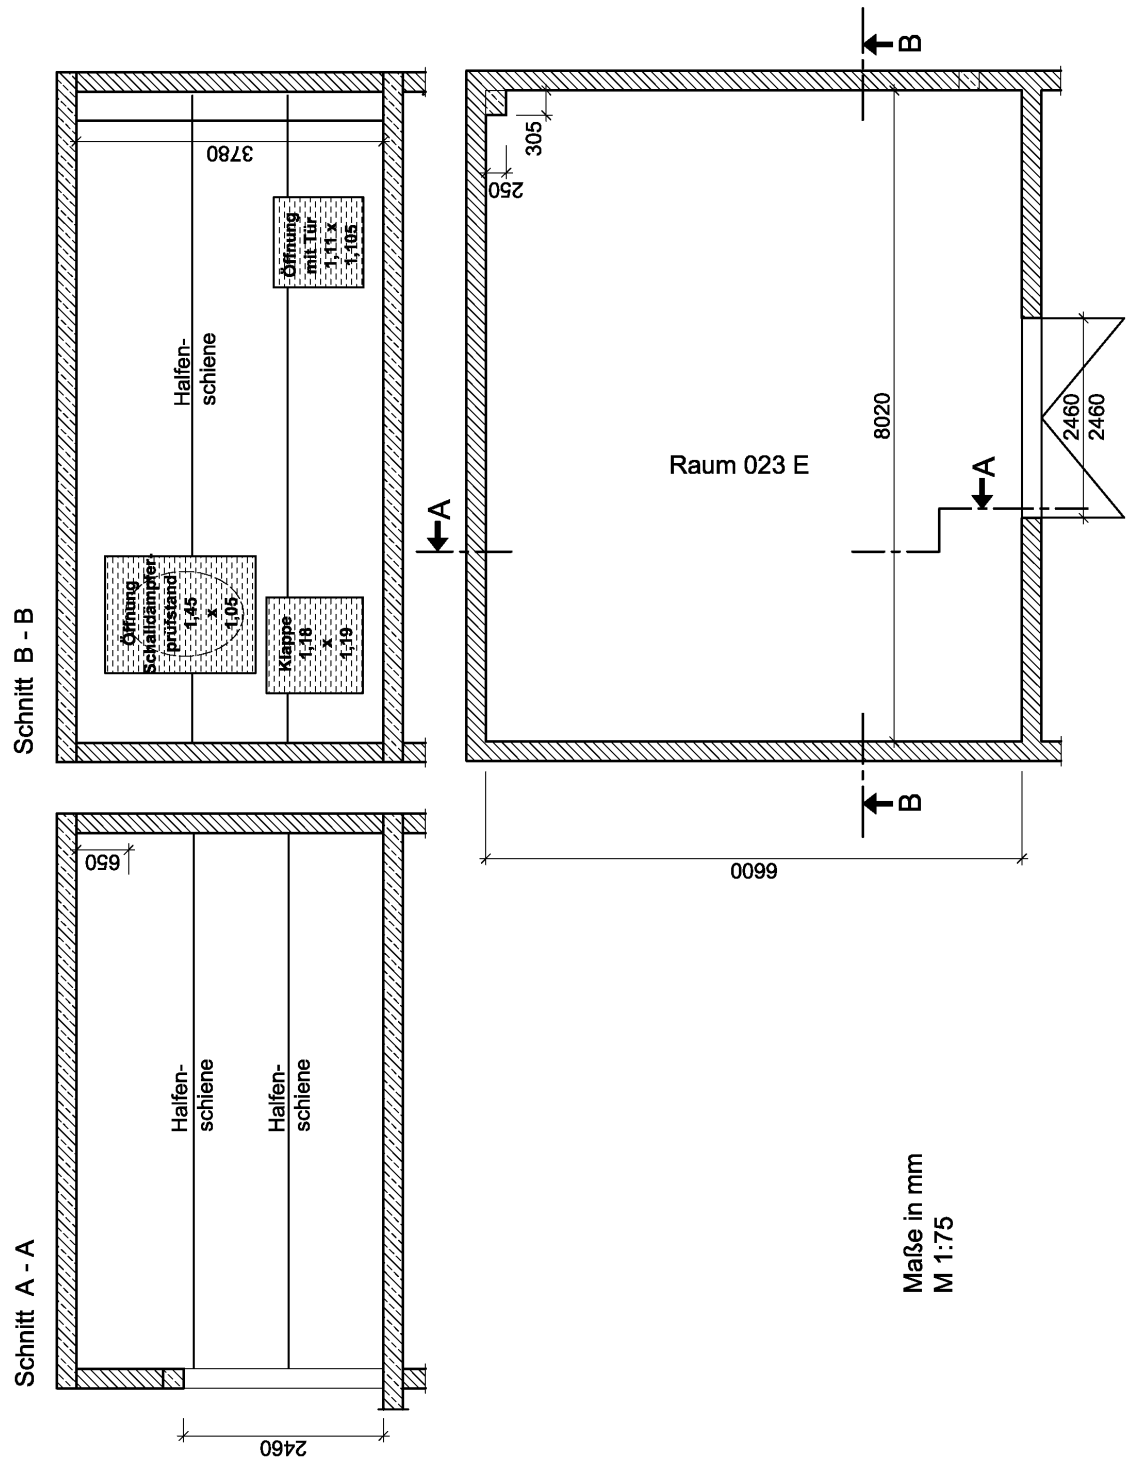 Schnitt B - B
3780
Halfen-
schiene
Öffnung
mit Tür
1,11 x
1,105
Öffnung
Schalldämpfer-
prüfstand
1,45
x
1,05
Klappe
1,18
x
1,19
Schnitt A - A
650
Halfen-
schiene
Halfen-
schiene
2460
B
305
250
8020
Raum 023 E
A
A
2460
2460
B
6600
Maße in mm
M 1:75